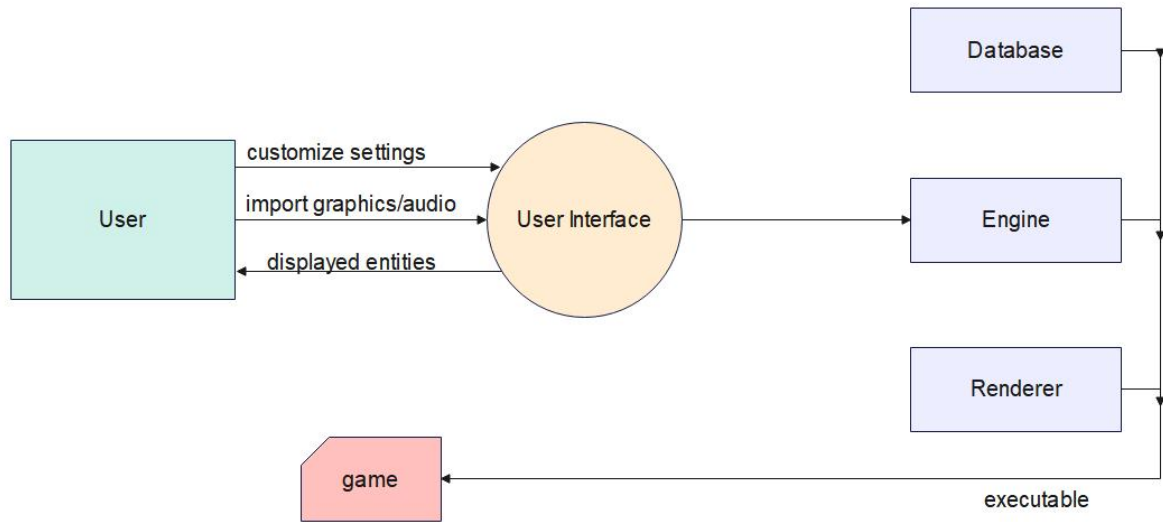 Database
customize settings
User
import graphics/audio
User Interface
Engine
displayed entities
Renderer
game
executable